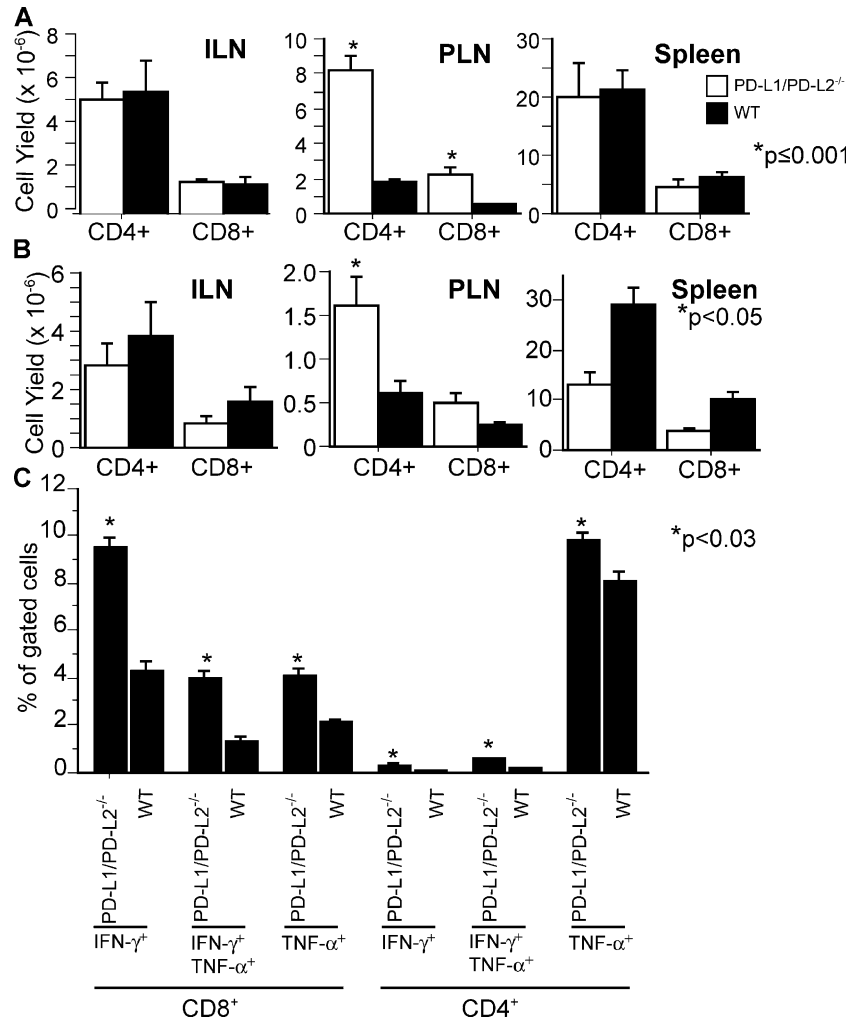 A
ILN
PLN
Spleen
Cell Yield (x 10-6)
8
6
4
2
0
10
8
6
4
2
0
30
20
10
0
PD-L1/PD-L2-/-
WT
*p≤0.001
*
*
CD4+ CD8+
CD4+ CD8+
CD4+ CD8+
B
ILN
PLN
Spleen
Cell Yield (x 10-6)
6
4
2
0
2.0
1.5
1.0
0.5
0
30
20
10
0
*
*p<0.05
CD4+ CD8+
CD4+ CD8+
CD4+ CD8+
C
% of gated cells
12
10
8
6
4
2
0
*
*
*
*
*
*
*p<0.03
PD-L1/PD-L2-/-
WT
PD-L1/PD-L2-/-
WT
PD-L1/PD-L2-/-
WT
PD-L1/PD-L2-/-
WT
PD-L1/PD-L2-/-
WT
PD-L1/PD-L2-/-
WT
IFN-γ+
IFN-γ+
TNF-α+
TNF-α+
IFN-γ+
IFN-γ+
TNF-α+
TNF-α+
CD8+
CD4+